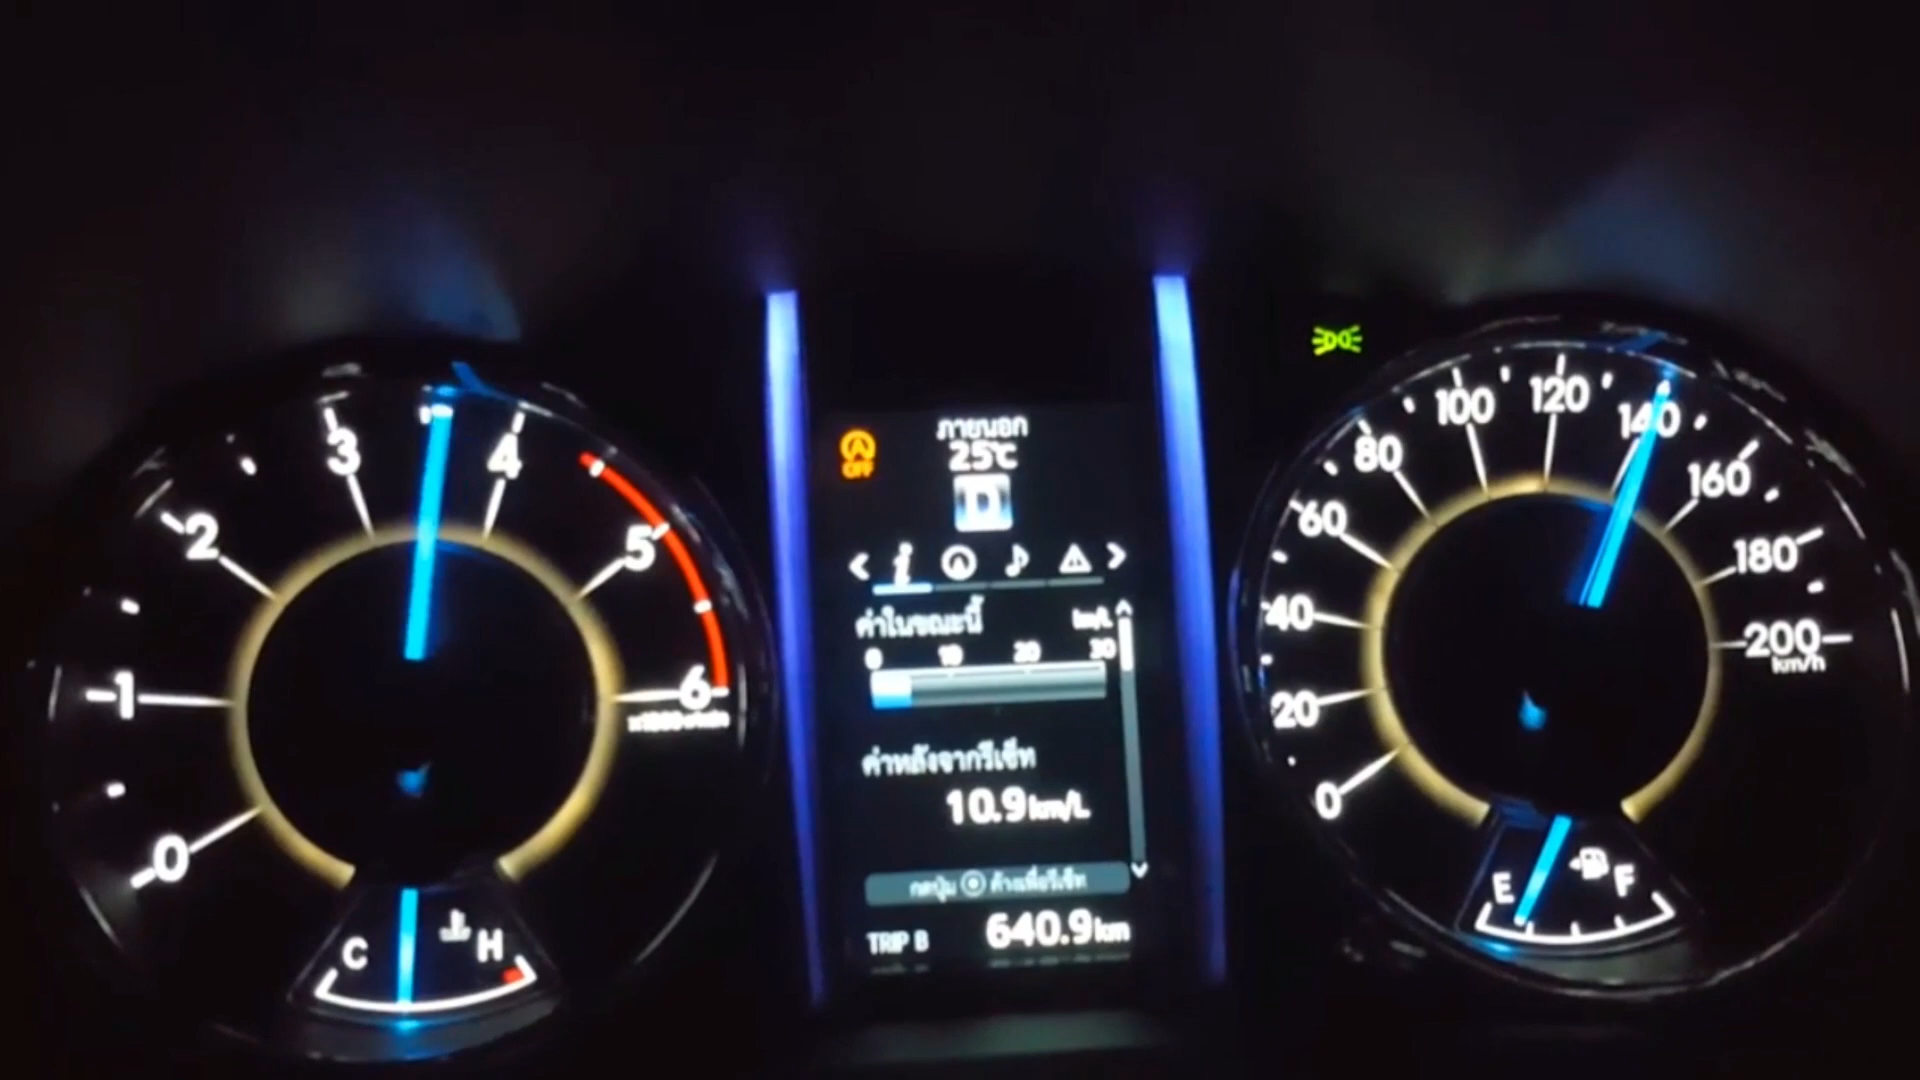 0
1
2
3
4
5
6
x1000 r/min
C
H
OFF
ภายนอก
25℃
D
ค่าในขณะนี้ km/L
0 10 20 30
ค่าหลังจากรีเซ็ท
10.9 km/L
กดปุ่ม ค้างเพื่อรีเซ็ท
TRIP B 640.9 km
0
20
40
60
80
100
120
140
160
180
200
km/h
E
F